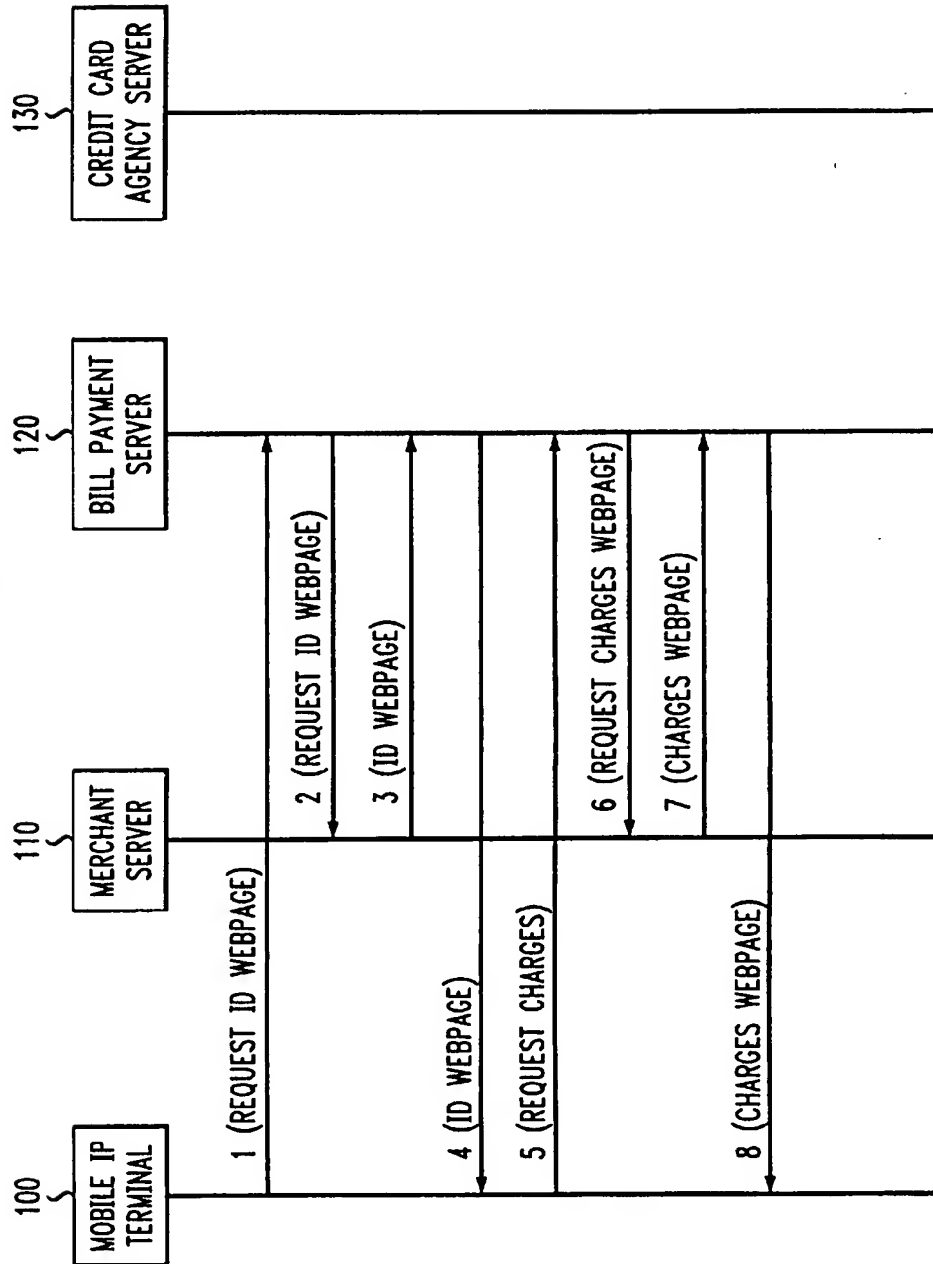 100
MOBILE IP
TERMINAL
110
MERCHANT
SERVER
120
BILL PAYMENT
SERVER
130
CREDIT CARD
AGENCY SERVER
1 (REQUEST ID WEBPAGE)
2 (REQUEST ID WEBPAGE)
3 (ID WEBPAGE)
4 (ID WEBPAGE)
5 (REQUEST CHARGES)
6 (REQUEST CHARGES WEBPAGE)
7 (CHARGES WEBPAGE)
8 (CHARGES WEBPAGE)